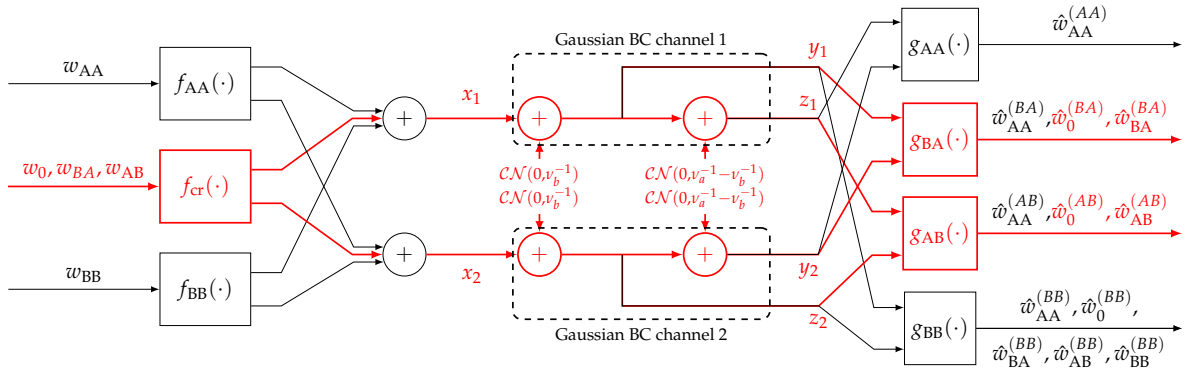 Gaussian BC channel 1
w_AA
f_AA(·)
w_0, w_BA, w_AB
f_cr(·)
w_BB
f_BB(·)
+
+
x_1
x_2
+
+
CN(0,ν_b^{-1})
CN(0,ν_b^{-1})
CN(0,ν_a^{-1}−ν_b^{-1})
CN(0,ν_a^{-1}−ν_b^{-1})
+
+
Gaussian BC channel 2
y_1
z_1
y_2
z_2
g_AA(·)
ŵ_AA^{(AA)}
g_BA(·)
ŵ_AA^{(BA)},ŵ_0^{(BA)},ŵ_BA^{(BA)}
g_AB(·)
ŵ_AA^{(AB)},ŵ_0^{(AB)},ŵ_AB^{(AB)}
g_BB(·)
ŵ_AA^{(BB)},ŵ_0^{(BB)},
ŵ_BA^{(BB)},ŵ_AB^{(BB)},ŵ_BB^{(BB)}